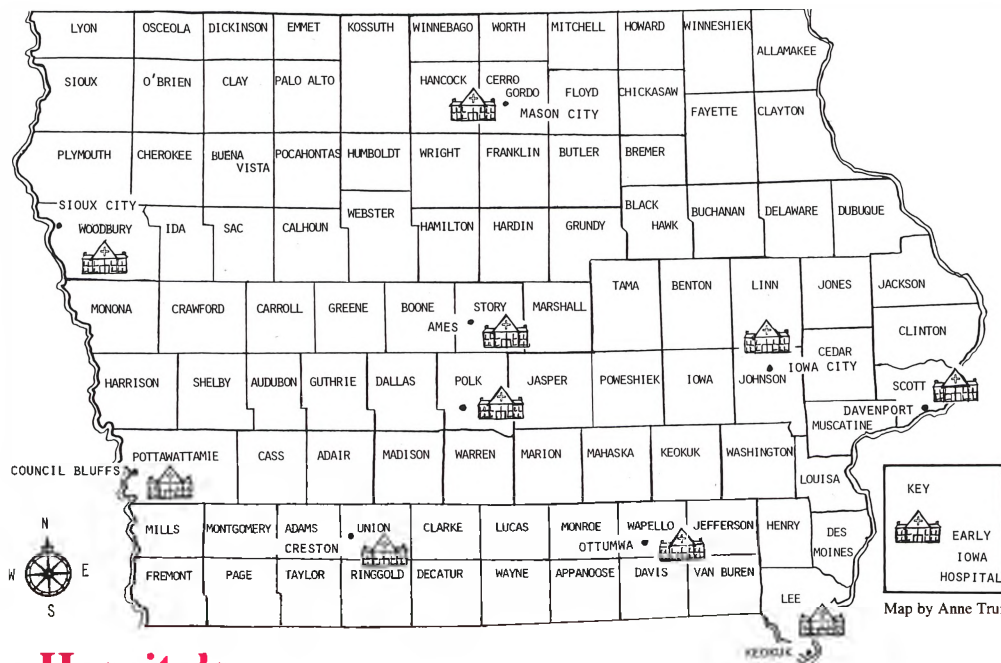 LYON OSCEOLA DICKINSON EMMET KOSSUTH WINNEBAGO WORTH MITCHELL HOWARD WINNESHIEK
ALLAMAKEE
SIOUX O'BRIEN CLAY PALO ALTO HANCOCK CERRO
GORDO FLOYD CHICKASAW
MASON CITY
FAYETTE CLAYTON
PLYMOUTH CHEROKEE BUENA
VISTA POCAHONTAS HUMBOLDT WRIGHT FRANKLIN BUTLER BREMER
SIOUX CITY
WOODBURY IDA SAC CALHOUN WEBSTER HAMILTON HARDIN GRUNDY BLACK
HAWK BUCHANAN DELAWARE DUBUQUE
MONONA CRAWFORD CARROLL GREENE BOONE STORY MARSHALL TAMA BENTON LINN JONES JACKSON
AMES
CLINTON
HARRISON SHELBY AUDUBON GUTHRIE DALLAS POLK JASPER POWESHIEK IOWA JOHNSON CEDAR
IOWA CITY
SCOTT
DAVENPORT
MUSCATINE
COUNCIL BLUFFS
POTTAWATTAMIE CASS ADAIR MADISON WARREN MARION MAHASKA KEOKUK WASHINGTON
LOUISA
MILLS MONTGOMERY ADAMS UNION CLARKE LUCAS MONROE WAPELLO JEFFERSON HENRY DES
MOINES
CRESTON
OTTUMWA
FREMONT PAGE TAYLOR RINGGOLD DECATUR WAYNE APPANOOSE DAVIS VAN BUREN
LEE
KEOKUK
N
W E
S
KEY
EARLY
IOWA
HOSPITAL
Map by Anne Tru